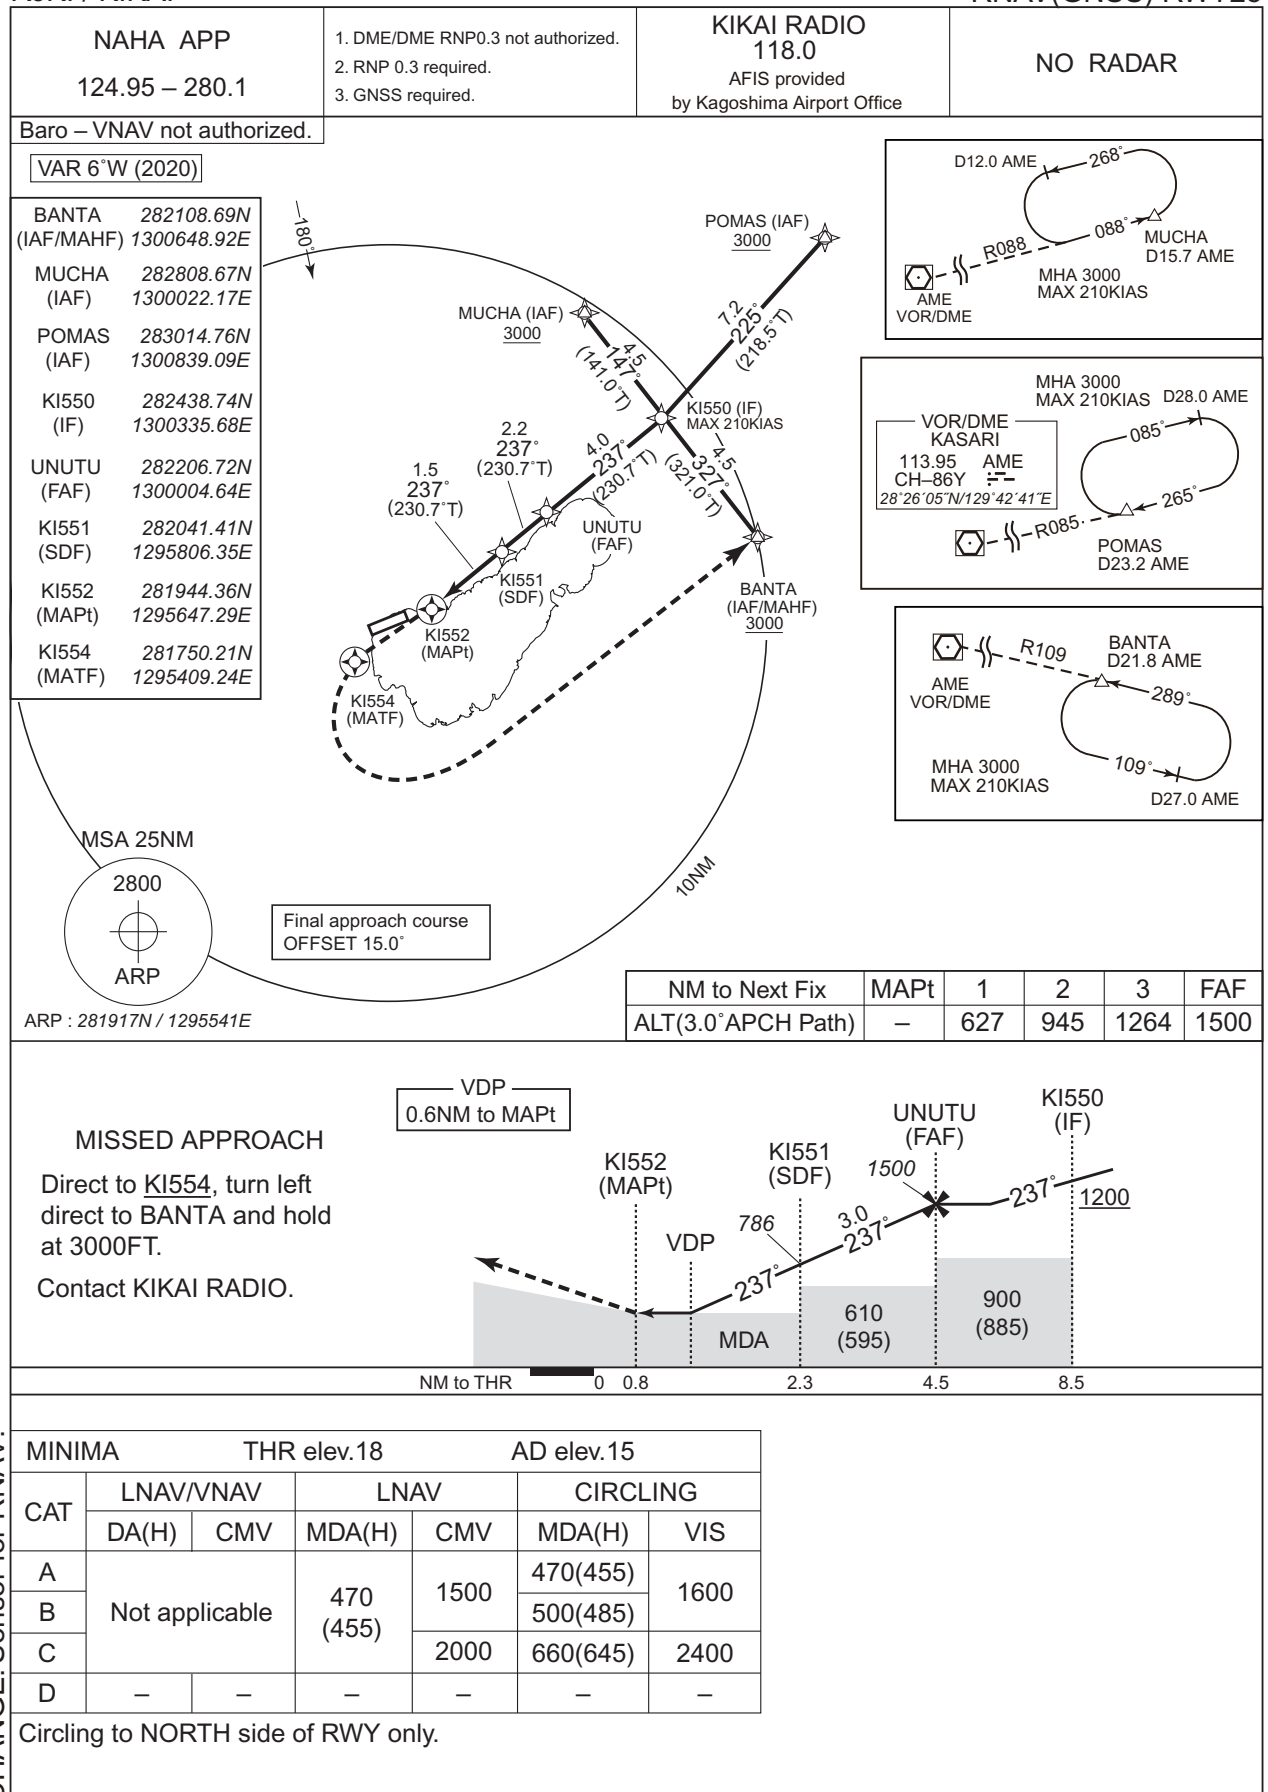 NAHA APP
124.95 – 280.1
1. DME/DME RNP0.3 not authorized.
2. RNP 0.3 required.
3. GNSS required.
KIKAI RADIO
118.0
AFIS provided
by Kagoshima Airport Office
NO RADAR
Baro – VNAV not authorized.
VAR 6˚W (2020)
BANTA 282108.69N
(IAF/MAHF) 1300648.92E
MUCHA 282808.67N
(IAF) 1300022.17E
POMAS 283014.76N
(IAF) 1300839.09E
KI550 282438.74N
(IF) 1300335.68E
UNUTU 282206.72N
(FAF) 1300004.64E
KI551 282041.41N
(SDF) 1295806.35E
KI552 281944.36N
(MAPt) 1295647.29E
KI554 281750.21N
(MATF) 1295409.24E
180˚
POMAS (IAF)
3000
MUCHA (IAF)
3000
7.2
225˚
(218.5˚T)
4.5
147˚
(141.0˚T)
KI550 (IF)
MAX 210KIAS
4.0
237˚
(230.7˚T)
4.5
327˚
(321.0˚T)
2.2
237˚
(230.7˚T)
1.5
237˚
(230.7˚T)
UNUTU
(FAF)
KI551
(SDF)
KI552
(MAPt)
KI554
(MATF)
BANTA
(IAF/MAHF)
3000
10NM
D12.0 AME
268˚
088˚
R088
MUCHA
D15.7 AME
MHA 3000
MAX 210KIAS
AME
VOR/DME
MHA 3000
MAX 210KIAS
D28.0 AME
085˚
265˚
R085
POMAS
D23.2 AME
VOR/DME
KASARI
113.95 AME
CH–86Y
28˚26´05˝N/129˚42´41˝E
R109
BANTA
D21.8 AME
289˚
109˚
AME
VOR/DME
MHA 3000
MAX 210KIAS
D27.0 AME
MSA 25NM
2800
ARP
ARP : 281917N / 1295541E
Final approach course
OFFSET 15.0˚
NM to Next Fix MAPt 1 2 3 FAF
ALT(3.0˚APCH Path) – 627 945 1264 1500
MISSED APPROACH
Direct to KI554, turn left
direct to BANTA and hold
at 3000FT.
Contact KIKAI RADIO.
VDP
0.6NM to MAPt
KI552
(MAPt)
VDP
KI551
(SDF)
UNUTU
(FAF)
KI550
(IF)
786
1500
3.0
237˚
237˚
237˚
1200
MDA
610
(595)
900
(885)
NM to THR 0 0.8 2.3 4.5 8.5
MINIMA THR elev.18 AD elev.15
CAT LNAV/VNAV LNAV CIRCLING
DA(H) CMV MDA(H) CMV MDA(H) VIS
A Not applicable 470 (455) 1500 470(455) 1600
B 500(485)
C 2000 660(645) 2400
D – – – – – –
Circling to NORTH side of RWY only.